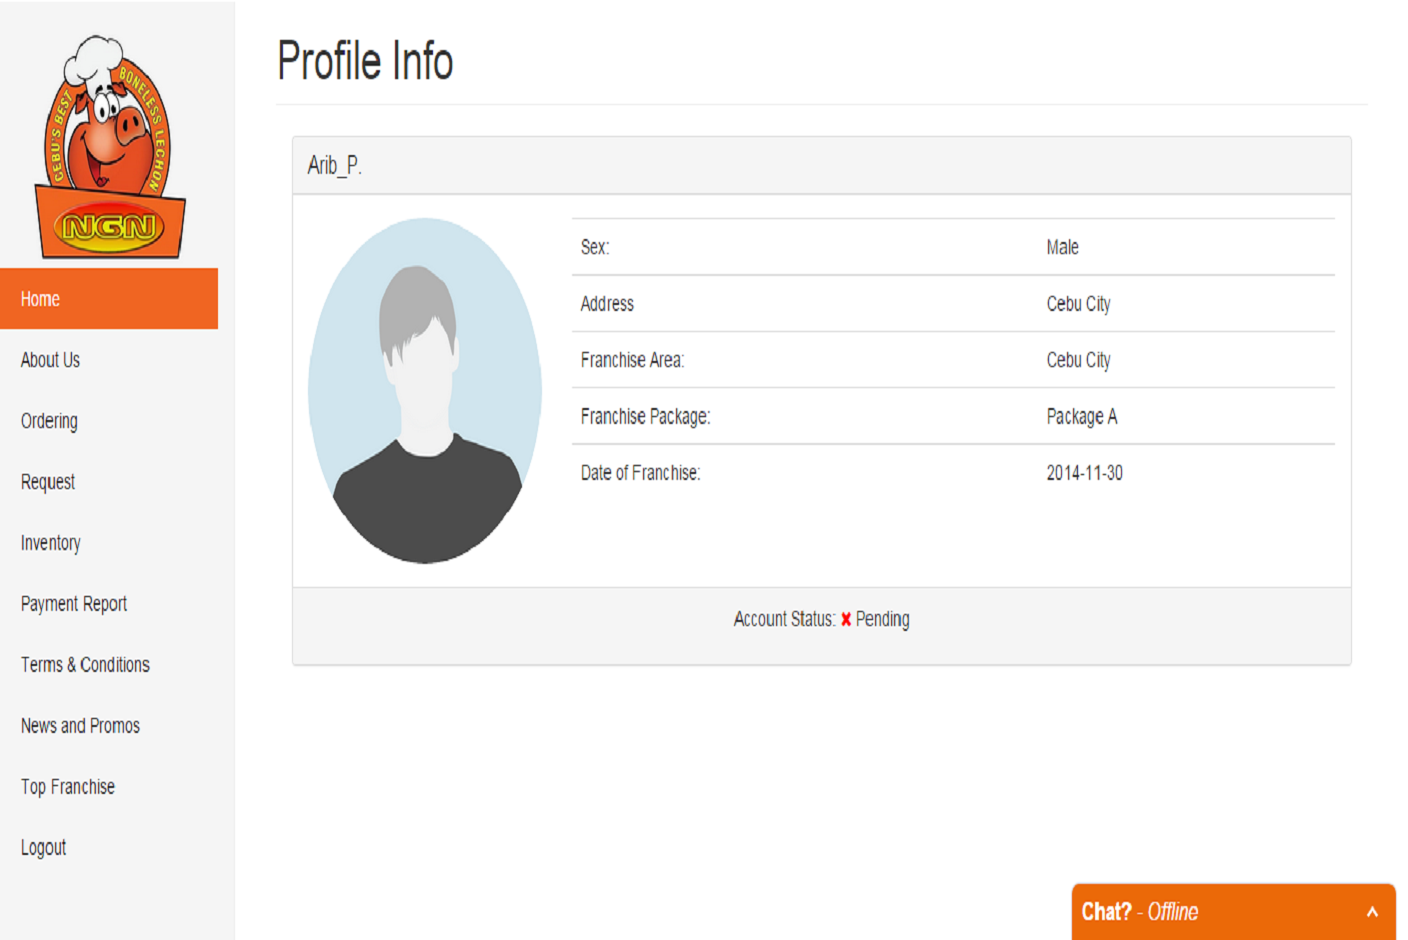 CEBU'S BEST BONELESS LECHON
NGN
Home
About Us
Ordering
Request
Inventory
Payment Report
Terms & Conditions
News and Promos
Top Franchise
Logout
Profile Info
Arib_P.
Sex: Male
Address Cebu City
Franchise Area: Cebu City
Franchise Package: Package A
Date of Franchise: 2014-11-30
Account Status: ✖ Pending
Chat? - Offline